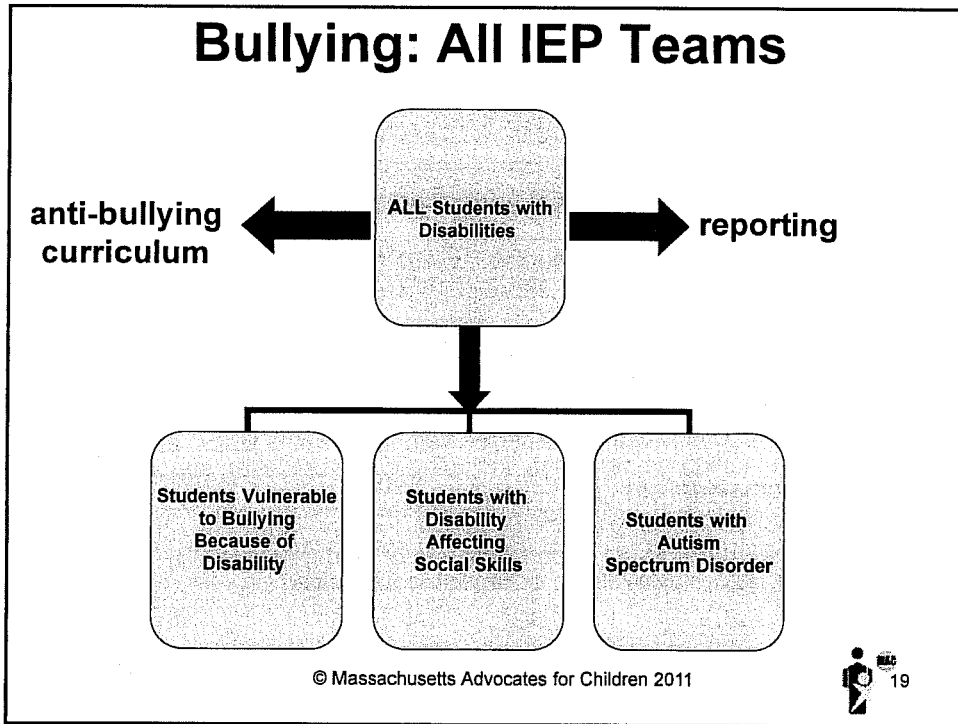 Bullying: All IEP Teams
ALL Students with
Disabilities
anti-bullying
curriculum
reporting
Students Vulnerable
to Bullying
Because of
Disability
Students with
Disability
Affecting
Social Skills
Students with
Autism
Spectrum Disorder
© Massachusetts Advocates for Children 2011
MAC
19